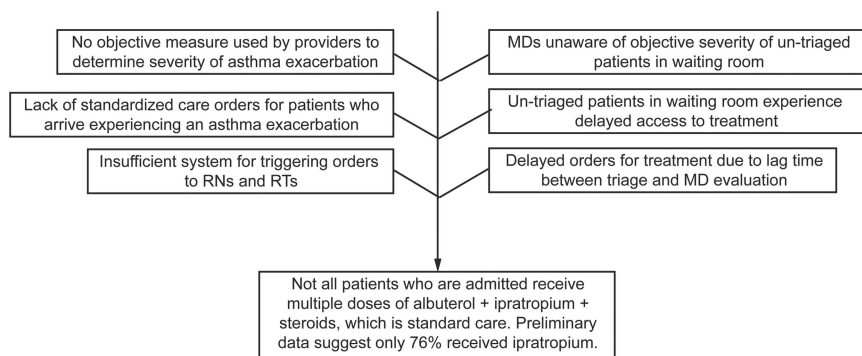 No objective measure used by providers to
determine severity of asthma exacerbation
MDs unaware of objective severity of un-triaged
patients in waiting room
Lack of standardized care orders for patients who
arrive experiencing an asthma exacerbation
Un-triaged patients in waiting room experience
delayed access to treatment
Insufficient system for triggering orders
to RNs and RTs
Delayed orders for treatment due to lag time
between triage and MD evaluation
Not all patients who are admitted receive
multiple doses of albuterol + ipratropium +
steroids, which is standard care. Preliminary
data suggest only 76% received ipratropium.